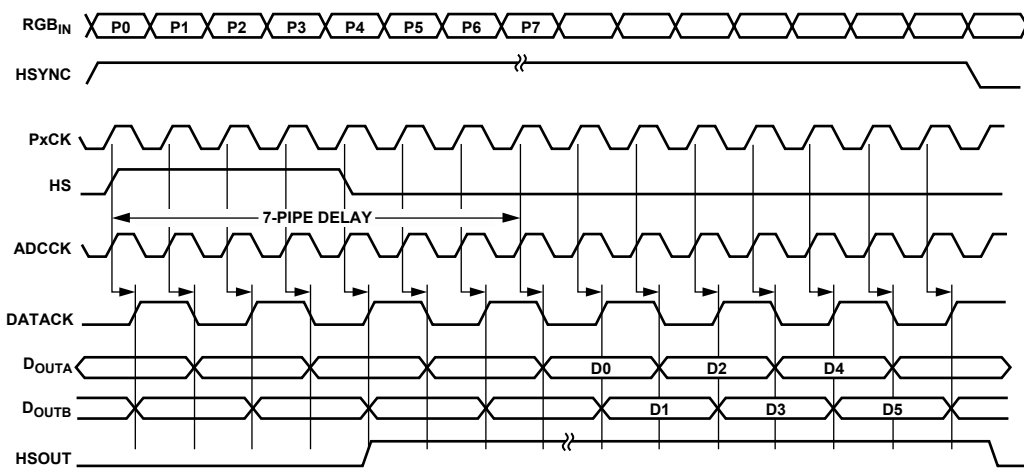 RGBIN P0 P1 P2 P3 P4 P5 P6 P7
HSYNC
PxCK
HS
7-PIPE DELAY
ADCCK
DATACK
DOUTA D0 D2 D4
DOUTB D1 D3 D5
HSOUT